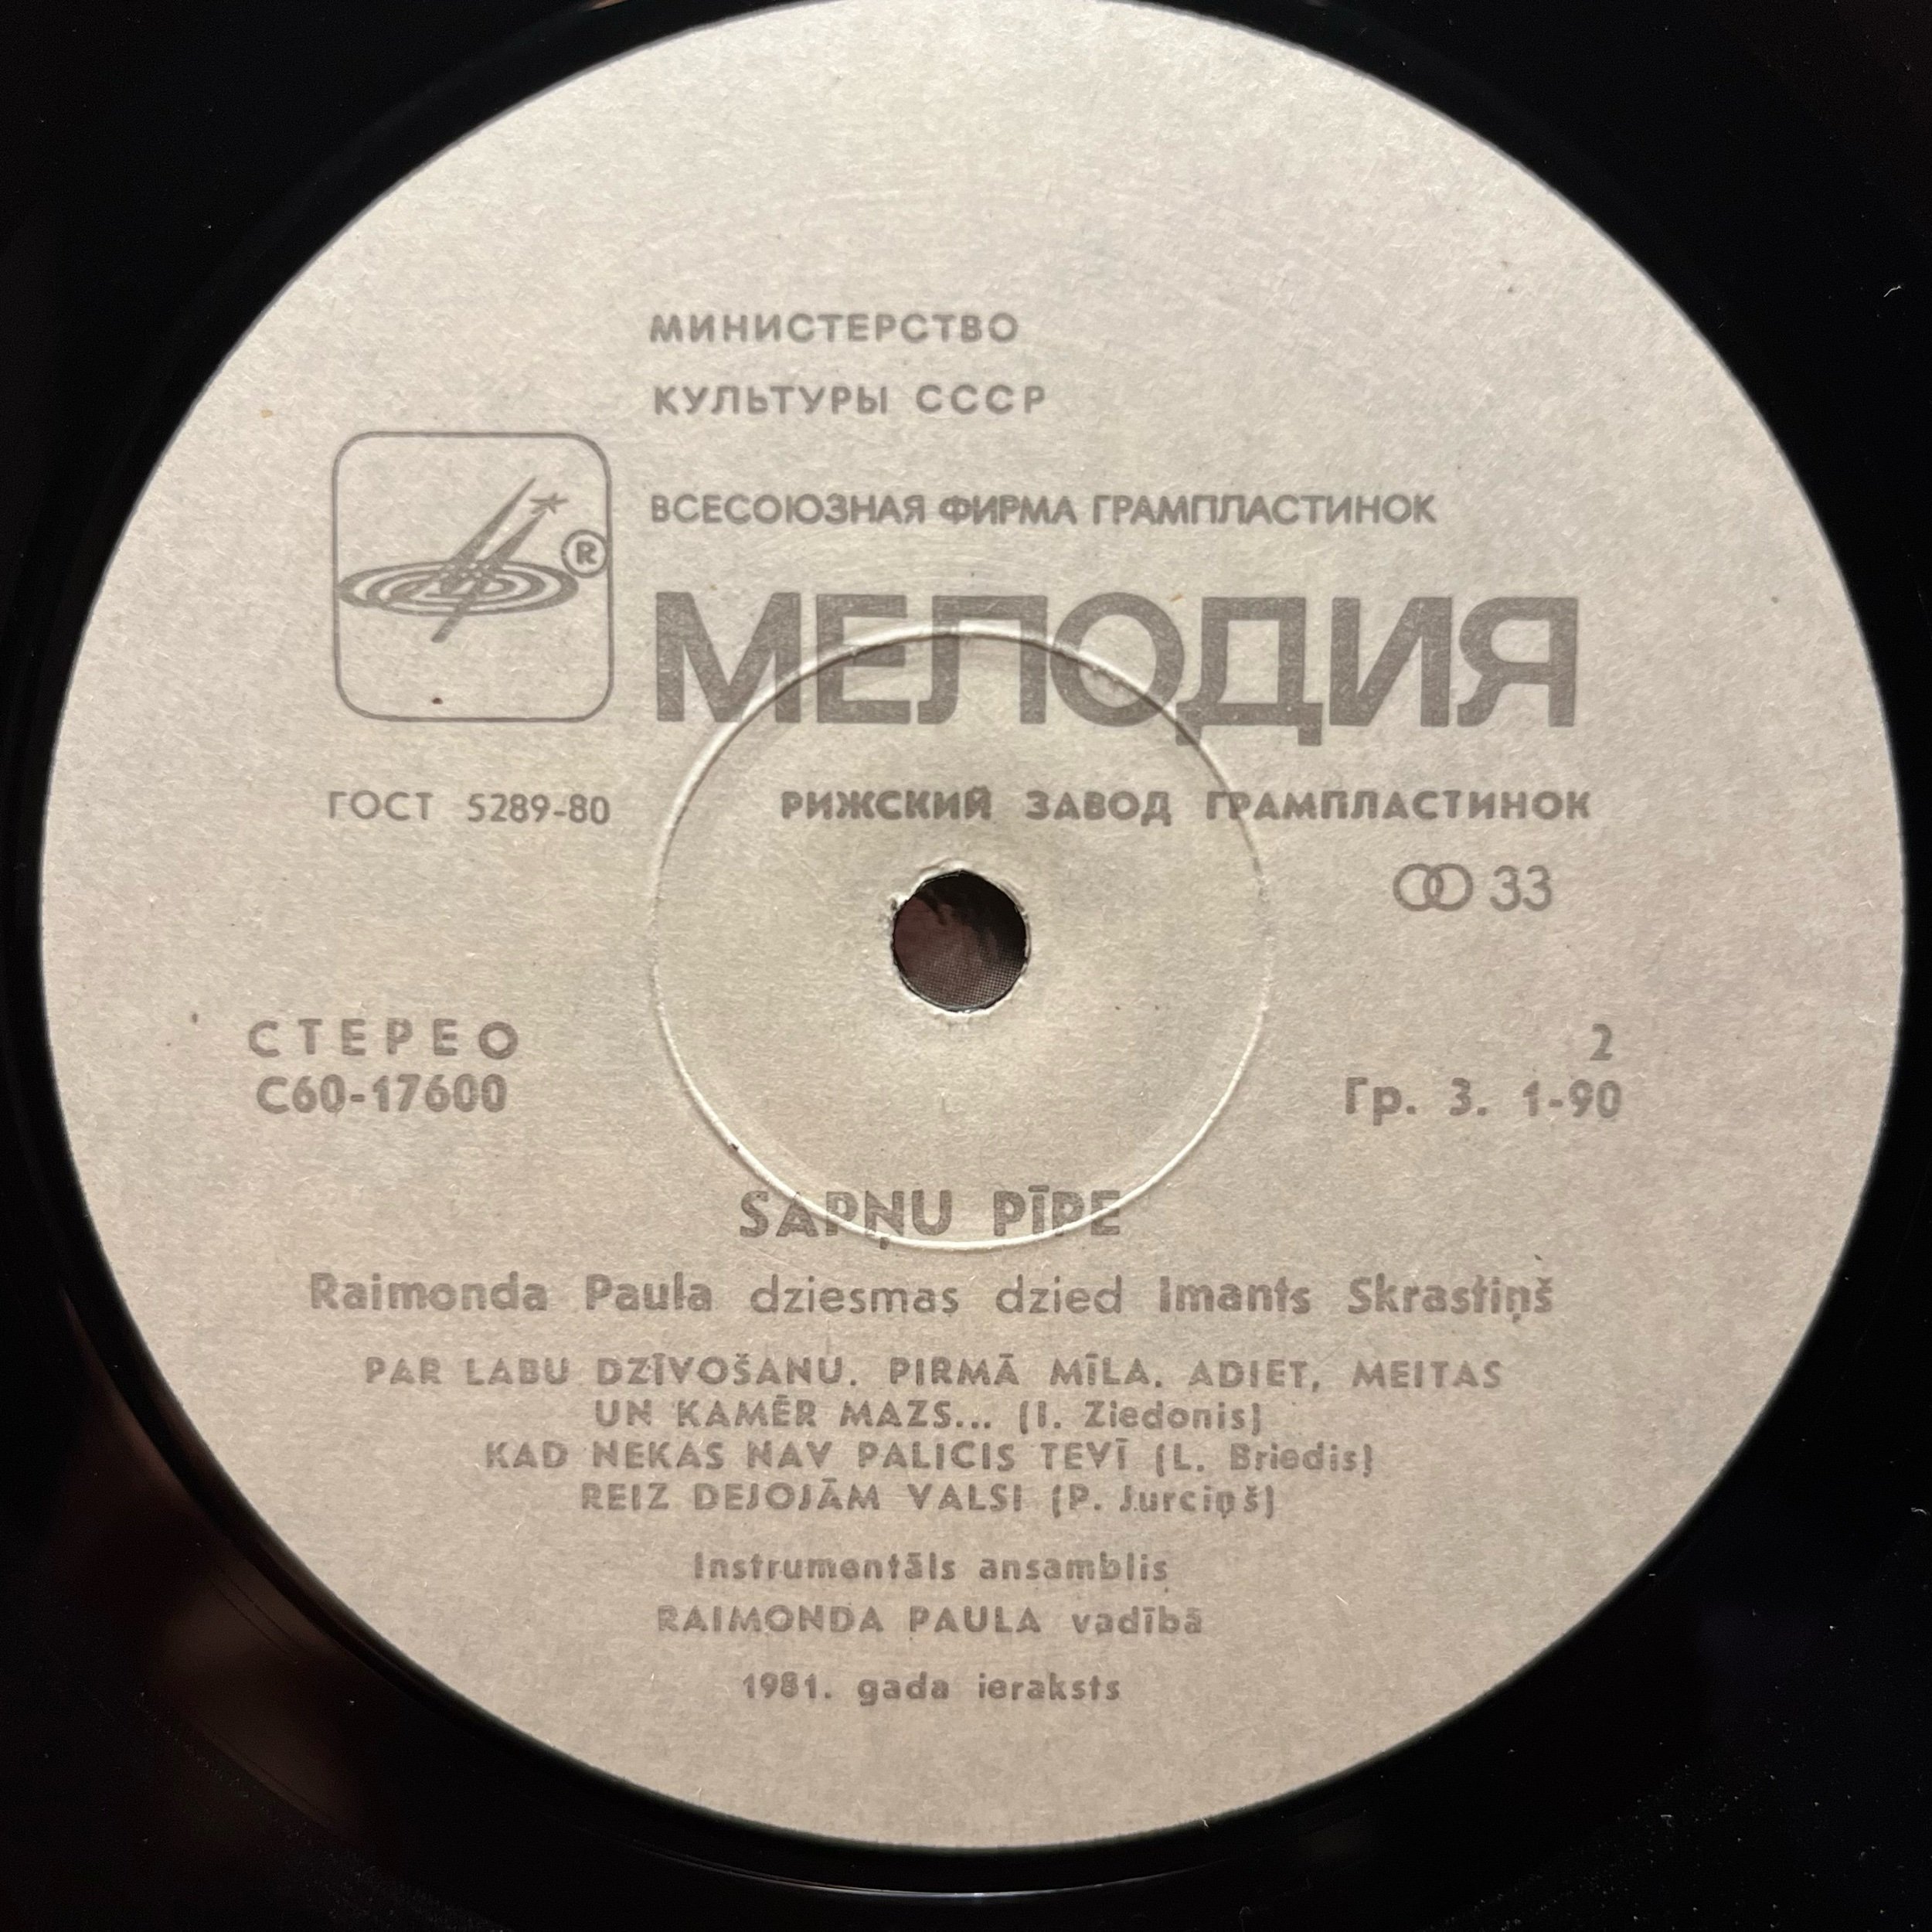 МИНИСТЕРСТВО
КУЛЬТУРЫ СССР
ВСЕСОЮЗНАЯ ФИРМА ГРАМПЛАСТИНОК
®
МЕЛОДИЯ
ГОСТ 5289-80
РИЖСКИЙ ЗАВОД ГРАМПЛАСТИНОК
33
СТЕРЕО
2
С60-17600
Гр. 3. 1-90
SAPŅU PĪPE
Raimonda Paula dziesmas dzied Imants Skrastiņš
PAR LABU DZĪVOŠANU. PIRMĀ MĪLA. ADIET, MEITAS
UN KAMĒR MAZS... (I. Ziedonis)
KAD NEKAS NAV PALICIS TEVĪ (L. Briedis)
REIZ DEJOJĀM VALSI (P. Jurciņš)
Instrumentāls ansamblis
RAIMONDA PAULA vadībā
1981. gada ieraksts